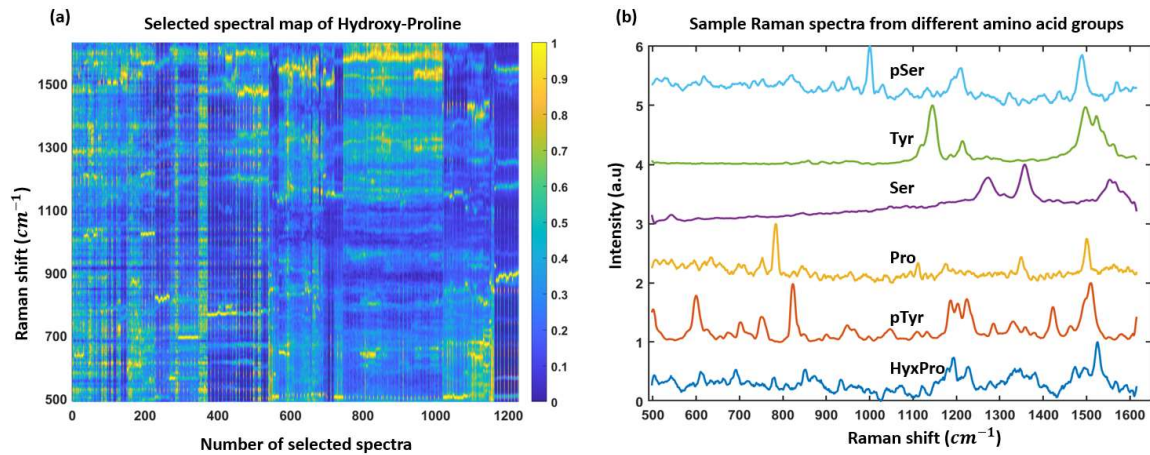 (a) Selected spectral map of Hydroxy-Proline
1500
1300
1100
900
700
500
Raman shift (cm⁻¹)
0 200 400 600 800 1000 1200
Number of selected spectra
1
0.9
0.8
0.7
0.6
0.5
0.4
0.3
0.2
0.1
0
(b) Sample Raman spectra from different amino acid groups
6
5
4
3
2
1
0
Intensity (a.u)
pSer
Tyr
Ser
Pro
pTyr
HyxPro
500 600 700 800 900 1000 1100 1200 1300 1400 1500 1600
Raman shift (cm⁻¹)